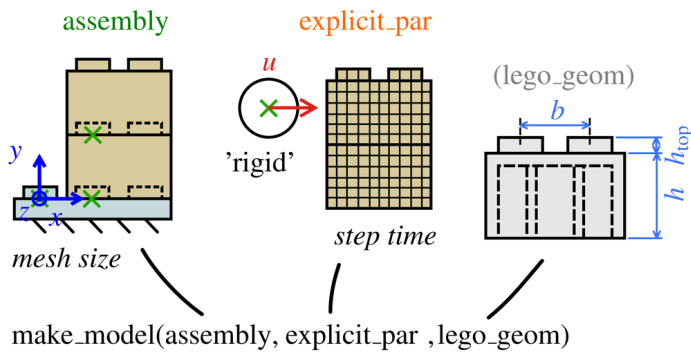 assembly
explicit_par
(lego_geom)
u
b
y
'rigid'
h_top
h
z
x
mesh size
step time
make_model(assembly, explicit_par ,lego_geom)